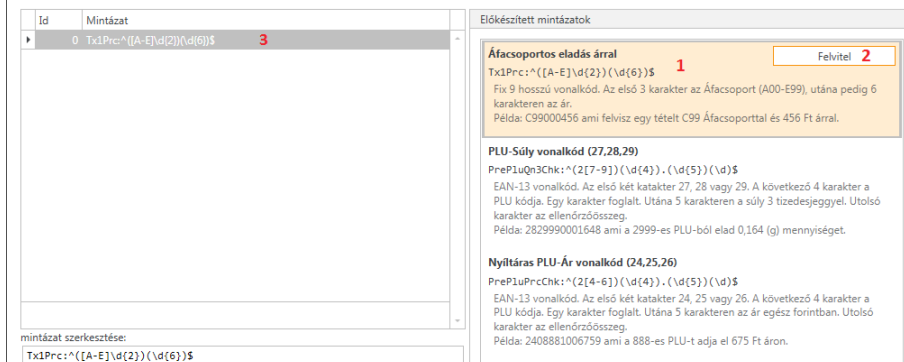 Id Mintázat
0 Tx1Prc:^([A-E]\d{2})(\d{6})$ 3
mintázat szerkesztése:
Tx1Prc:^([A-E]\d{2})(\d{6})$
Előkészített mintázatok
Áfacsoportos eladás árral
Felvitel 2
Tx1Prc:^([A-E]\d{2})(\d{6})$ 1
Fix 9 hosszú vonalkód. Az első 3 karakter az Áfacsoport (A00-E99), utána pedig 6
karakteren az ár.
Példa: C99000456 ami felvisz egy tételt C99 Áfacsoporttal és 456 Ft árral.
PLU-Súly vonalkód (27,28,29)
PrePluQn3Chk:^(2[7-9])(\d{4}).(\d{5})(\d)$
EAN-13 vonalkód. Az első két katakter 27, 28 vagy 29. A következő 4 karakter a
PLU kódja. Egy karakter foglalt. Utána 5 karakteren a súly 3 tizedesjeggyel. Utolsó
karakter az ellenőrzőösszeg.
Példa: 2829990001648 ami a 2999-es PLU-ból elad 0,164 (g) mennyiséget.
Nyíltáras PLU-Ár vonalkód (24,25,26)
PrePluPrcChk:^(2[4-6])(\d{4}).(\d{5})(\d)$
EAN-13 vonalkód. Az első két katakter 24, 25 vagy 26. A következő 4 karakter a
PLU kódja. Egy karakter foglalt. Utána 5 karakteren az ár egész forintban. Utolsó
karakter az ellenőrzőösszeg.
Példa: 2408881006759 ami a 888-es PLU-t adja el 675 Ft áron.